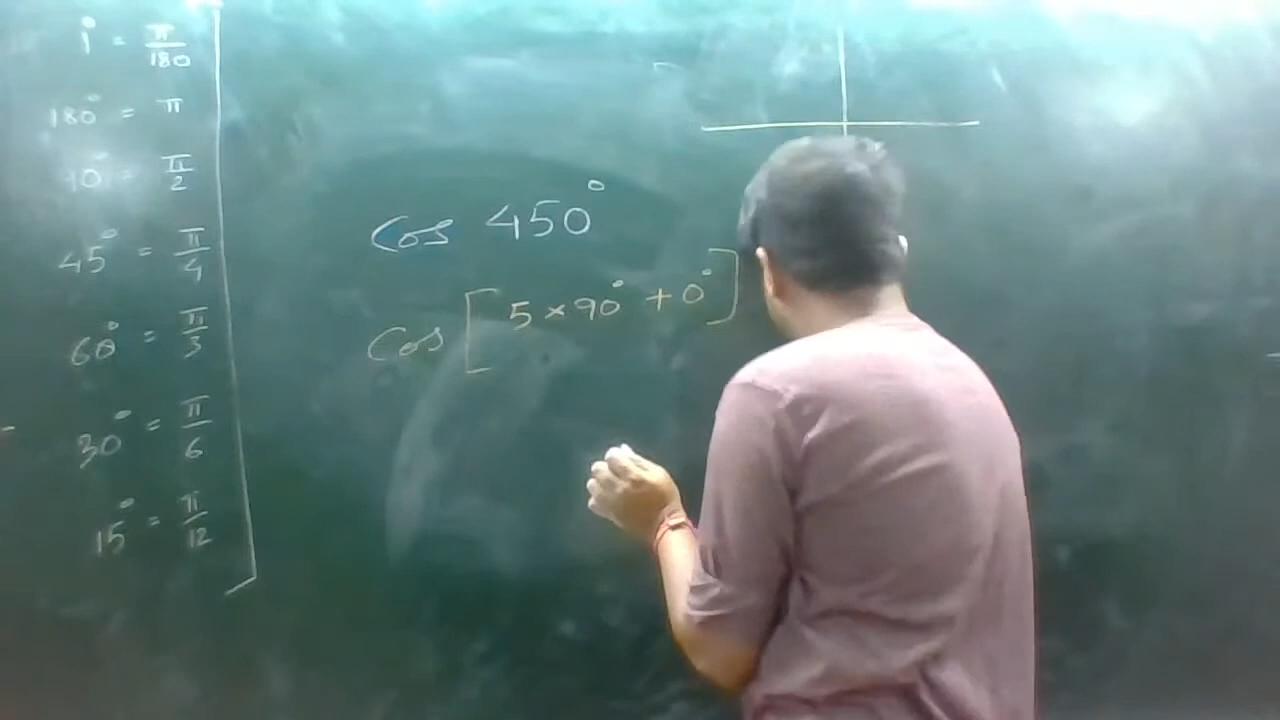 1° = π/180
180° = π
90° = π/2
45° = π/4
60° = π/3
30° = π/6
15° = π/12
Cos 450°
Cos [ 5 × 90° + 0° ]